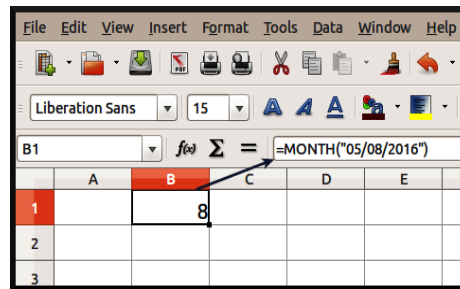 File Edit View Insert Format Tools Data Window Help
PDF
Liberation Sans 15 A A A
B1 f(x) Σ = =MONTH("05/08/2016")
A B C D E
1 8
2
3